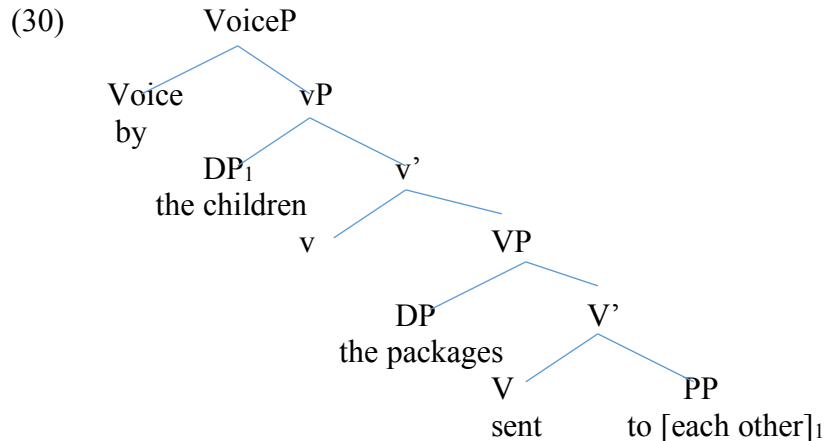 (30) VoiceP
Voice vP
by
DP₁ v’
the children
v VP
DP V’
the packages
V PP
sent to [each other]₁